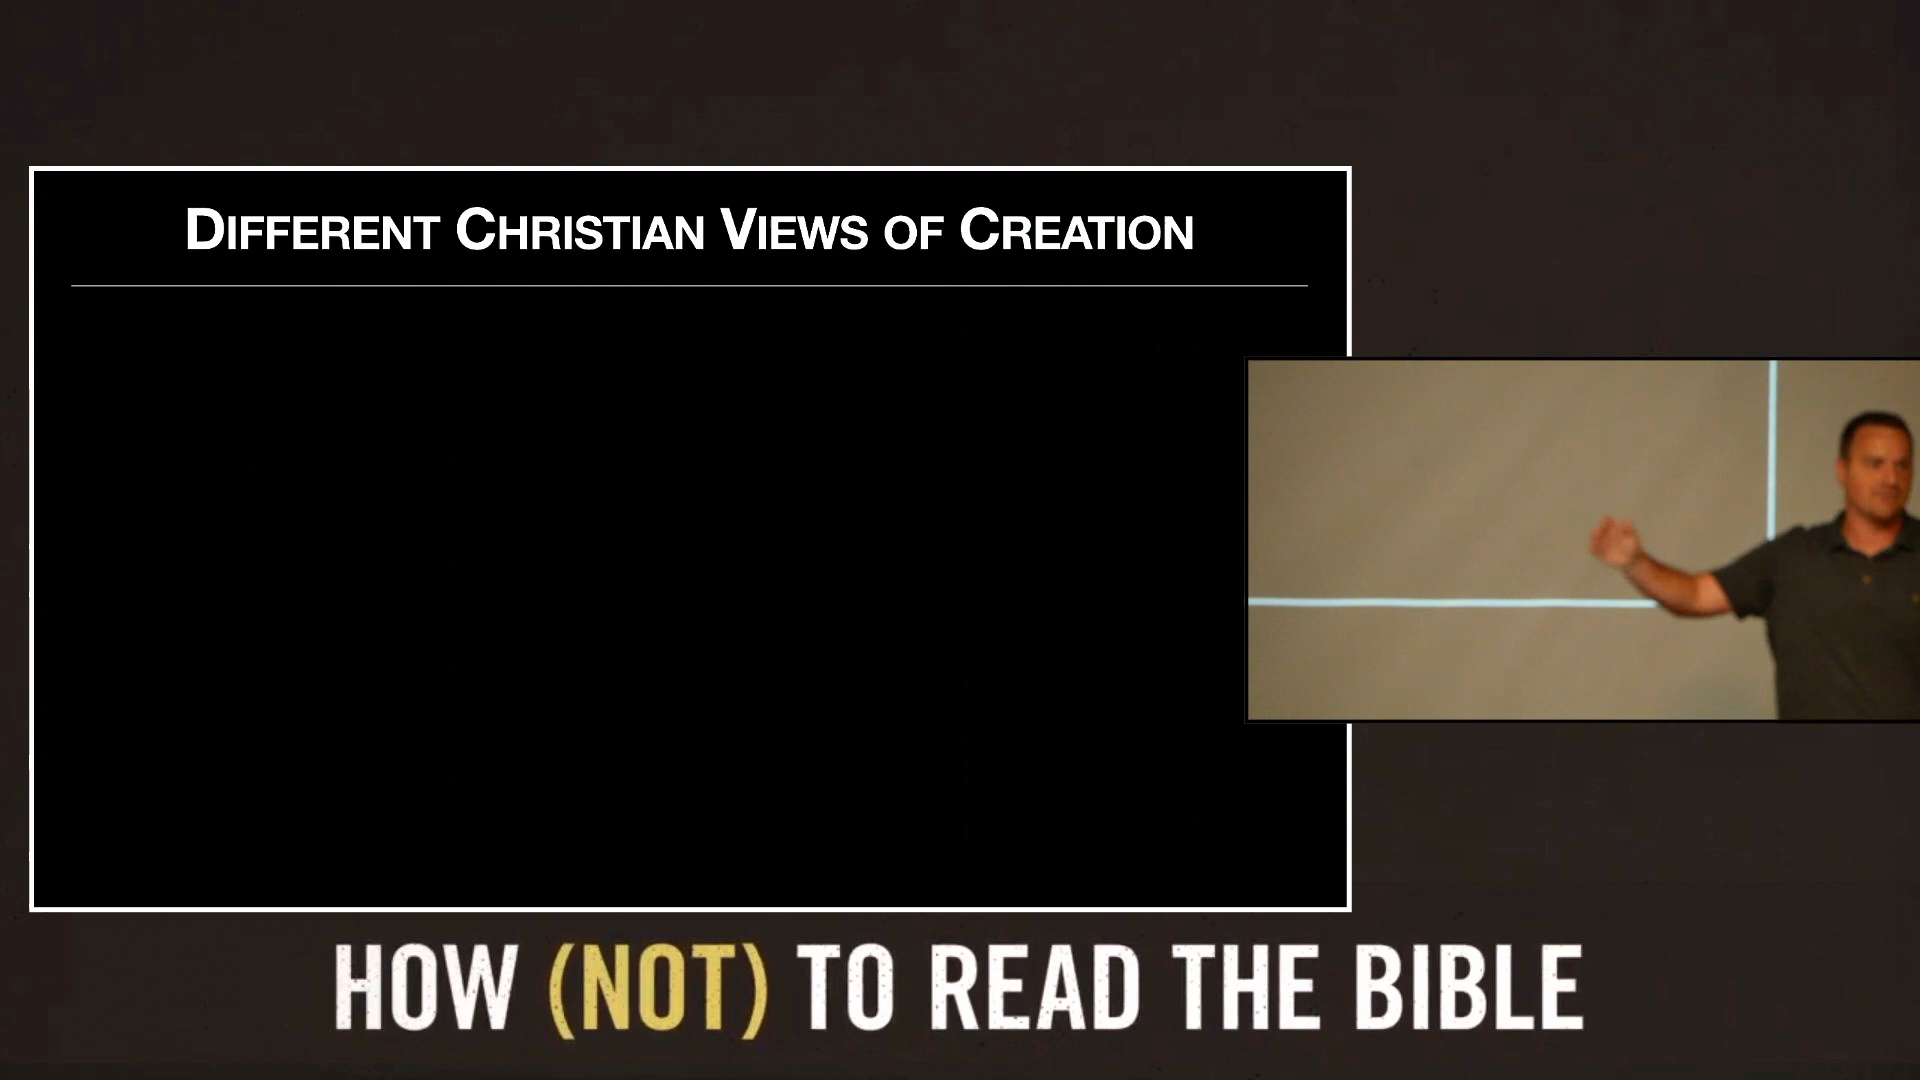 DIFFERENT CHRISTIAN VIEWS OF CREATION
HOW (NOT) TO READ THE BIBLE